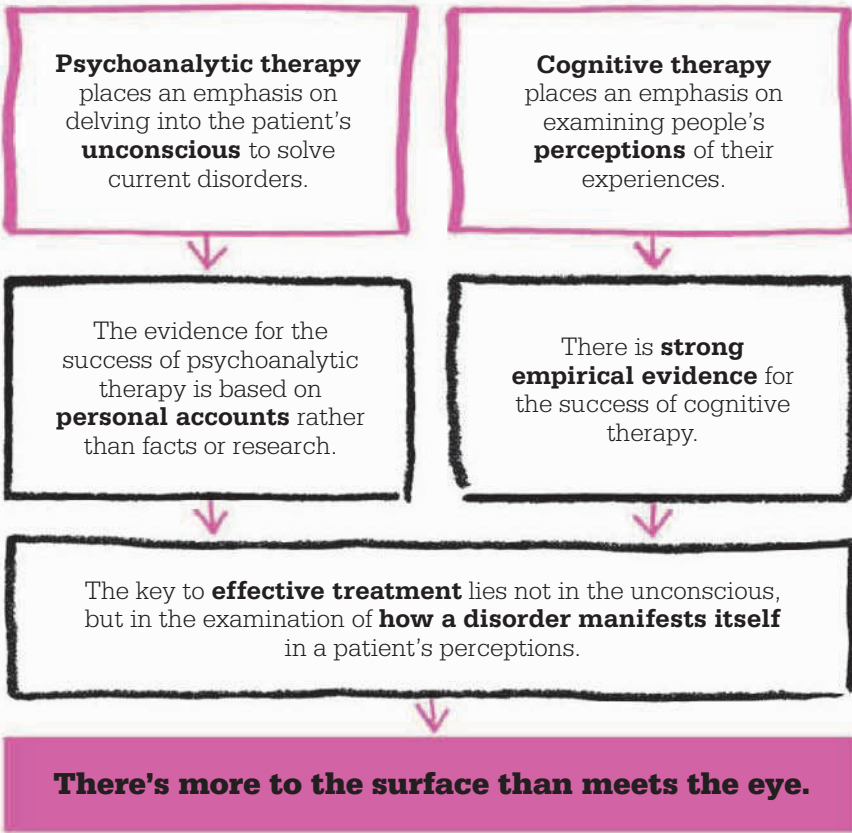 Psychoanalytic therapy
places an emphasis on
delving into the patient's
unconscious to solve
current disorders.
Cognitive therapy
places an emphasis on
examining people's
perceptions of their
experiences.
The evidence for the
success of psychoanalytic
therapy is based on
personal accounts rather
than facts or research.
There is strong
empirical evidence for
the success of cognitive
therapy.
The key to effective treatment lies not in the unconscious,
but in the examination of how a disorder manifests itself
in a patient's perceptions.
There's more to the surface than meets the eye.